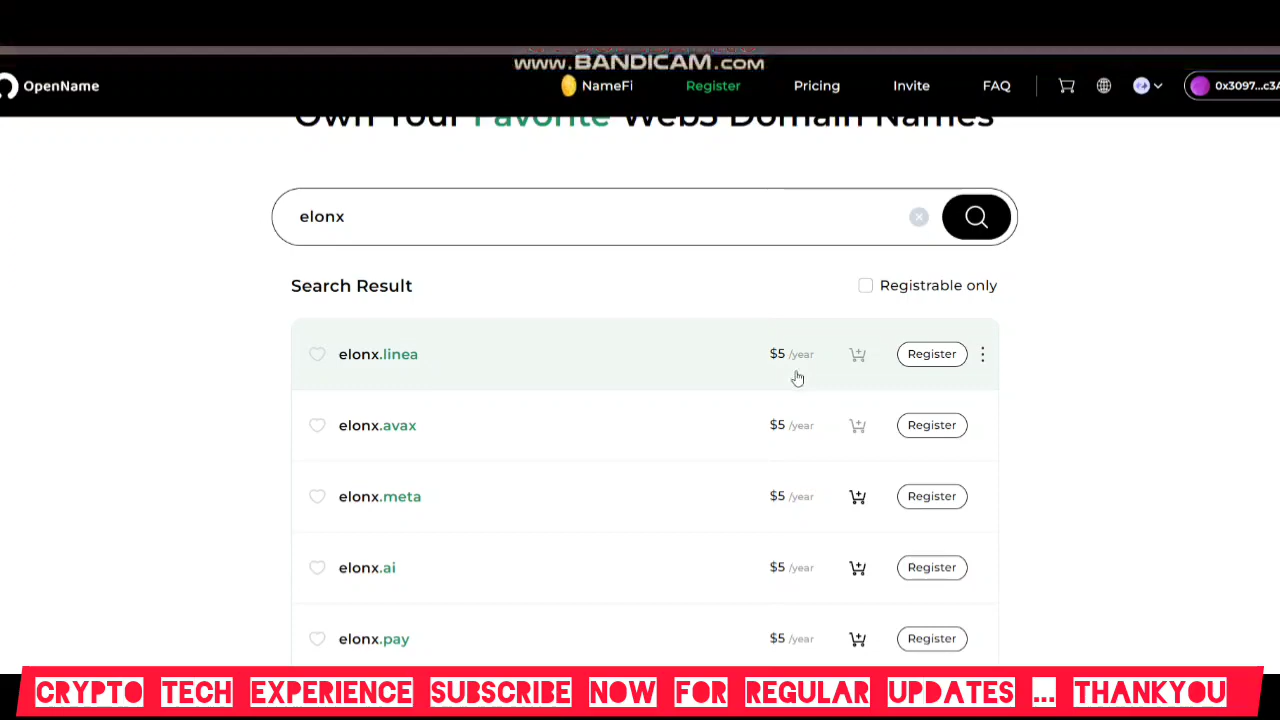 www.BANDICAM.com
OpenName
NameFi
Register
Pricing
Invite
FAQ
0x3097...c3A
Own Your Favorite Web3 Domain Names
elonx
Search Result
Registrable only
elonx.linea
$5 /year
Register
elonx.avax
$5 /year
Register
elonx.meta
$5 /year
Register
elonx.ai
$5 /year
Register
elonx.pay
$5 /year
Register
CRYPTO TECH EXPERIENCE SUBSCRIBE NOW FOR REGULAR UPDATES ... THANKYOU